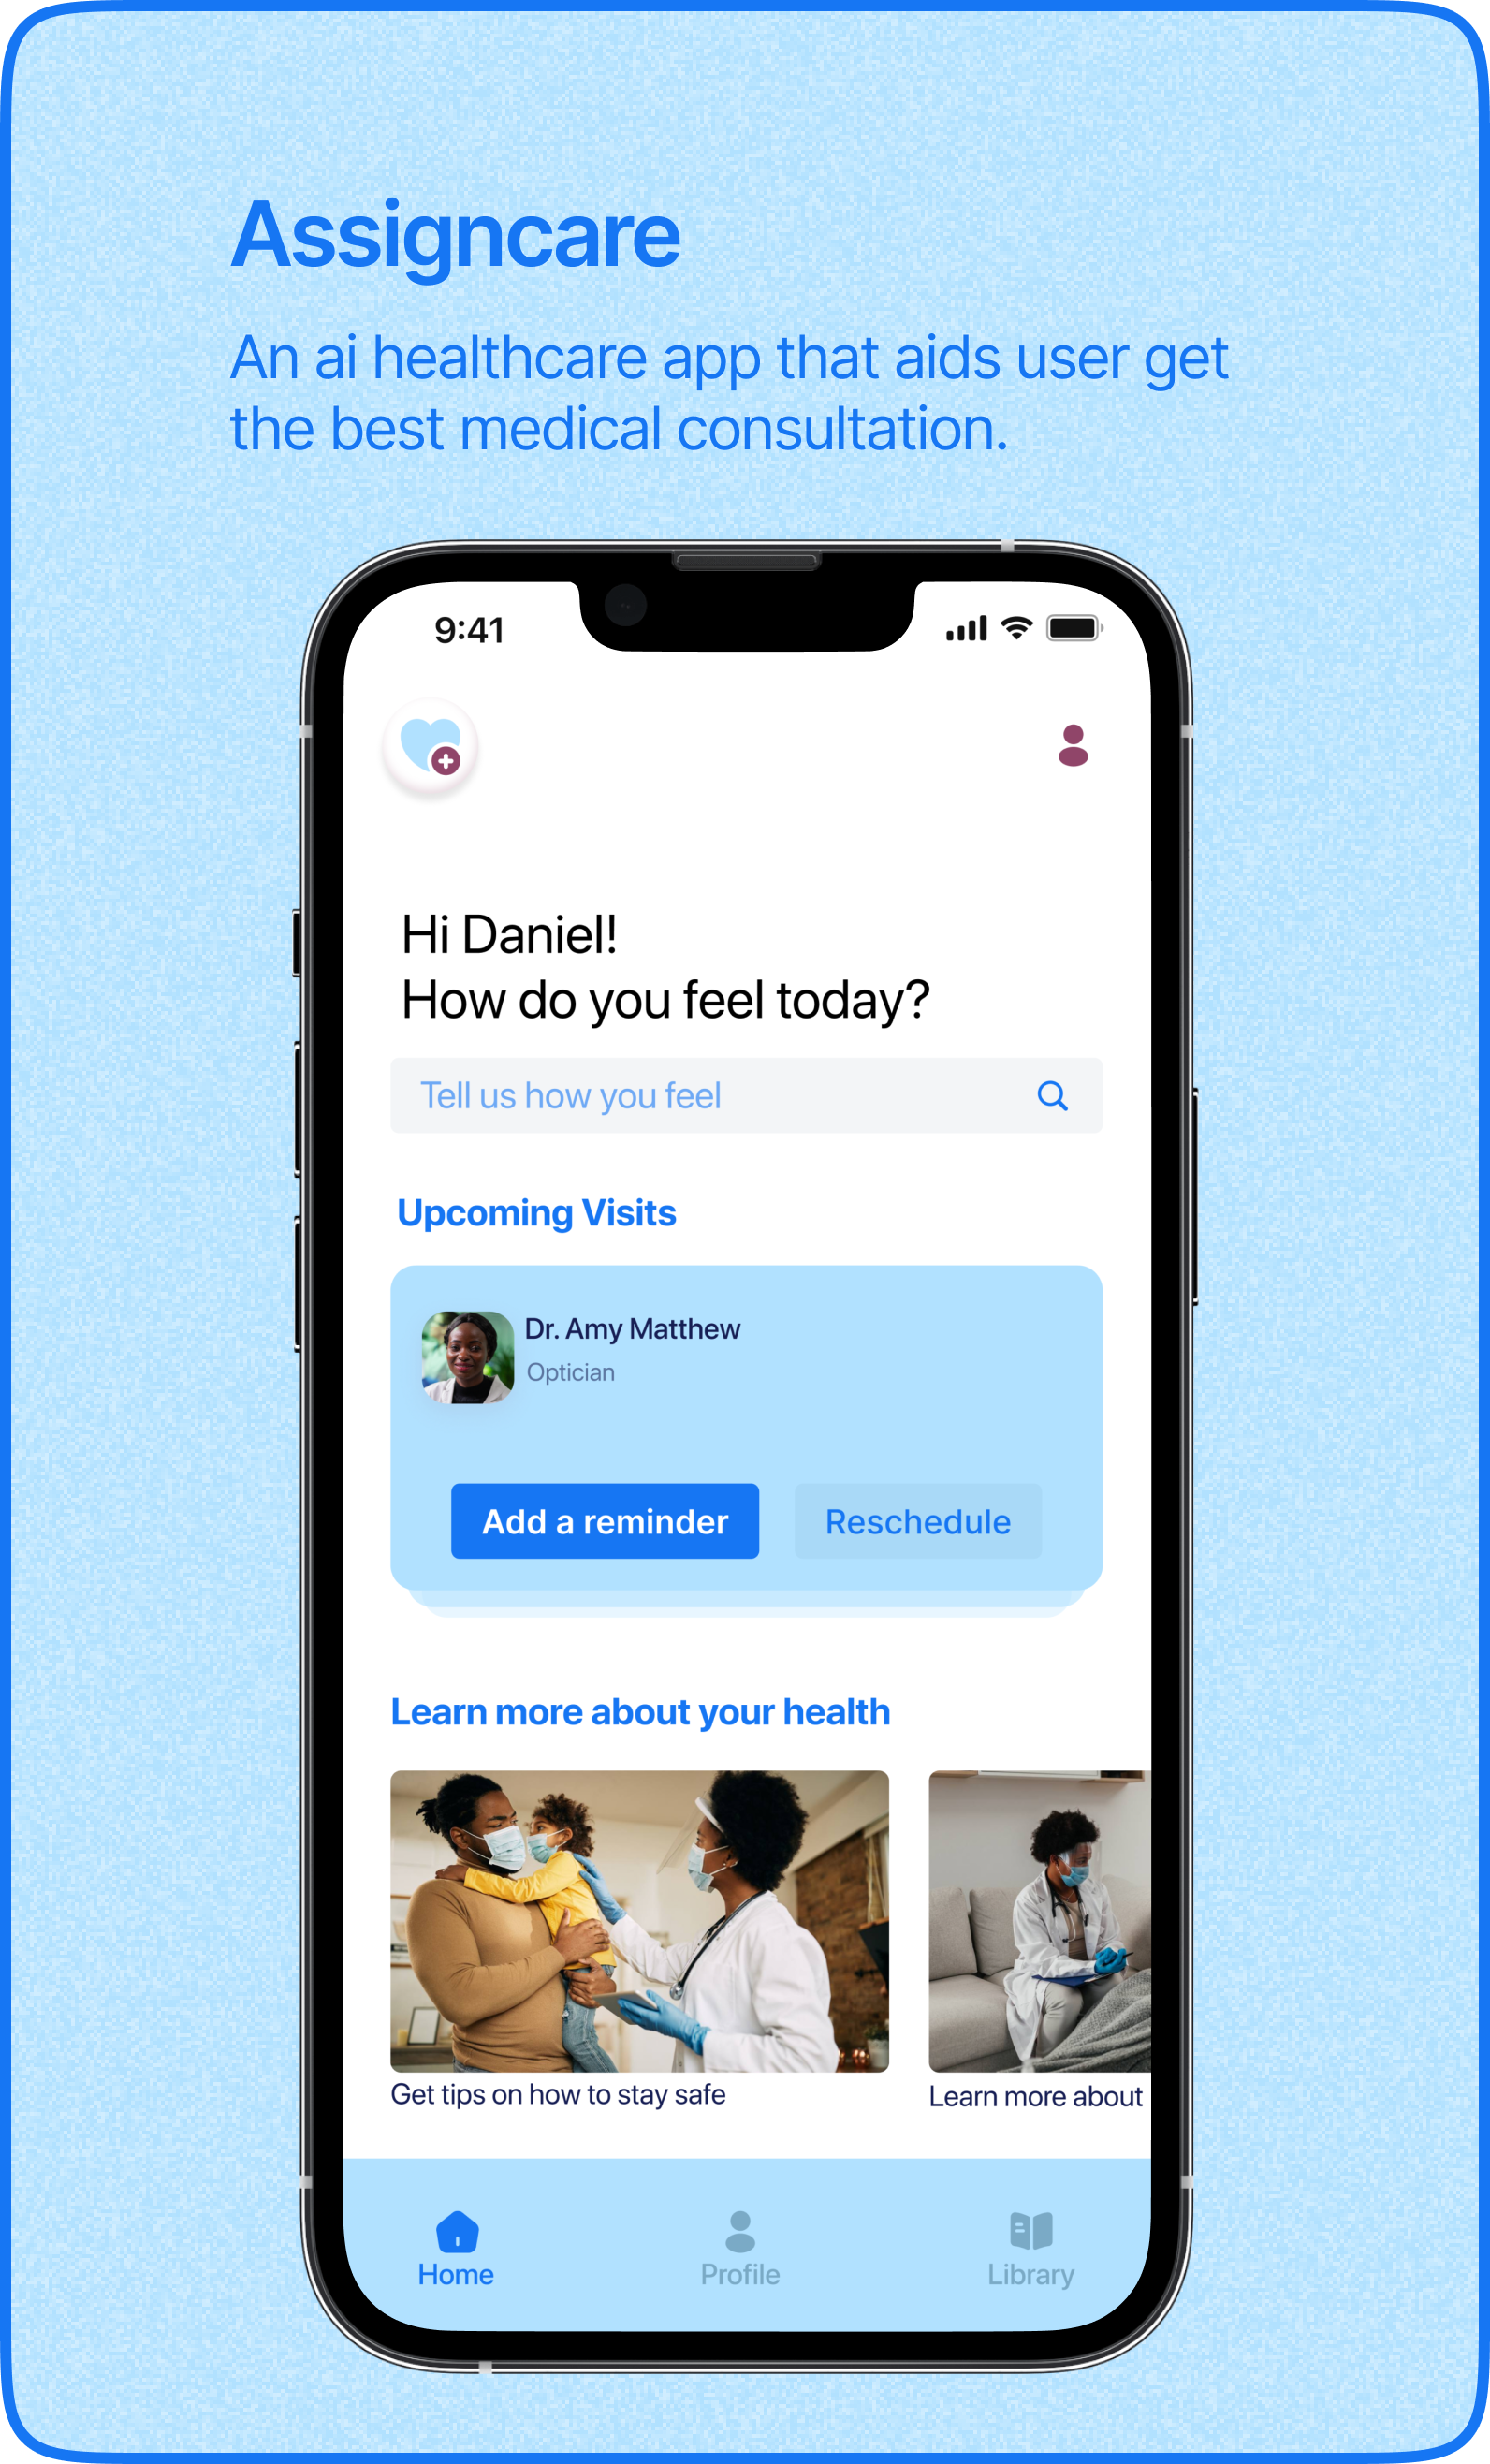 Assigncare
An ai healthcare app that aids user get
the best medical consultation.
9:41
Hi Daniel!
How do you feel today?
Tell us how you feel
Upcoming Visits
Dr. Amy Matthew
Optician
Add a reminder
Reschedule
Learn more about your health
Get tips on how to stay safe
Learn more about
Home
Profile
Library